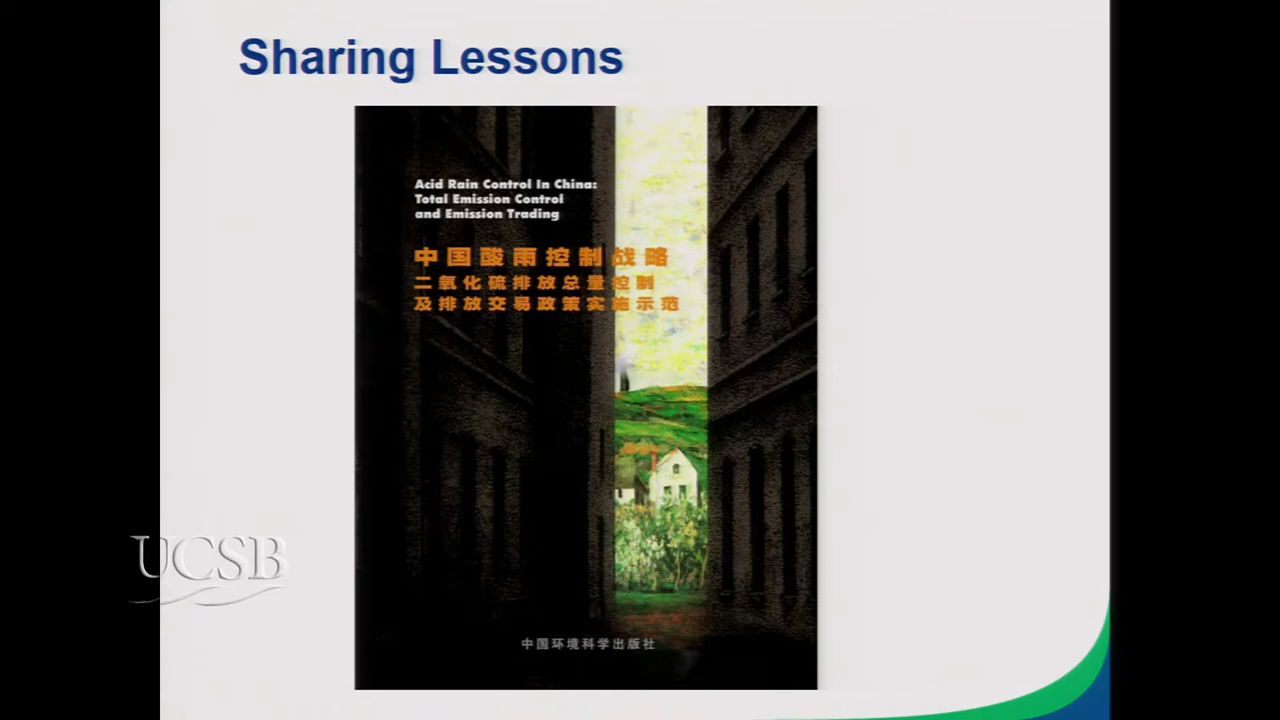 Sharing Lessons
Acid Rain Control In China:
Total Emission Control
and Emission Trading
中国酸雨控制战略
二氧化硫排放总量控制
及排放交易政策实施示范
UCSB
中国环境科学出版社